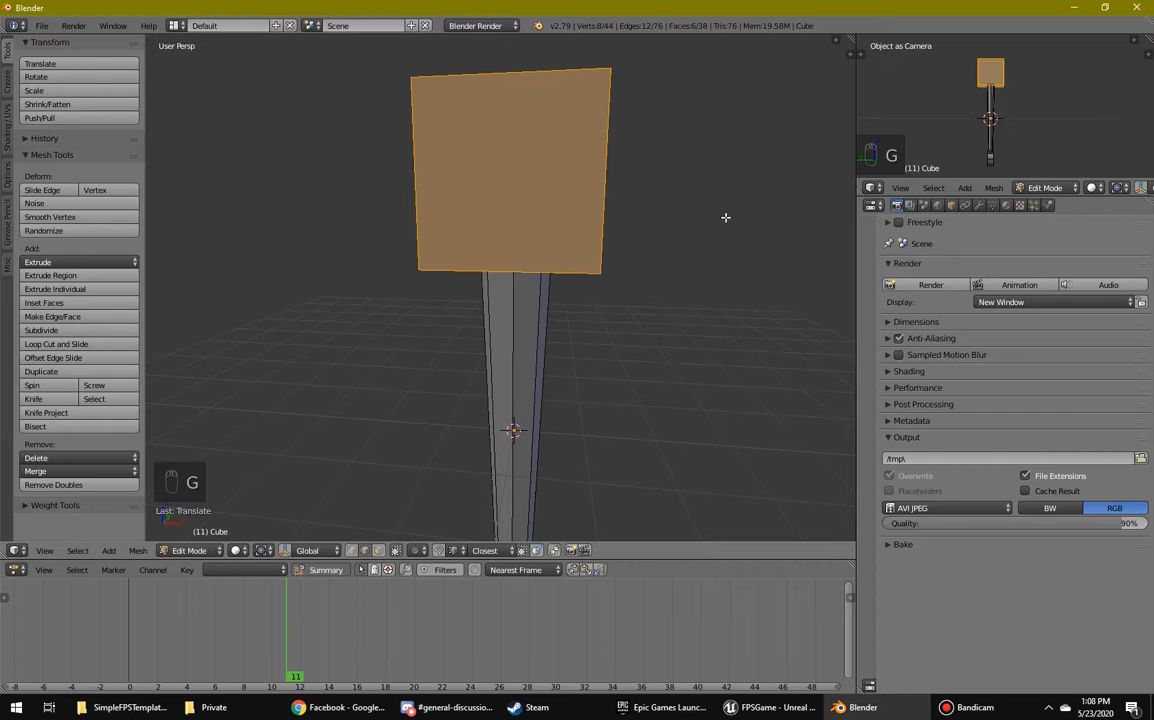 Blender
File Render Window Help Default Scene Blender Render v2.79 | Verts:8/44 | Edges:12/76 | Faces:6/38 | Tris:76 | Mem:19.58M | Cube
Transform
Translate
Rotate
Scale
Shrink/Fatten
Push/Pull
History
Mesh Tools
Deform:
Slide Edge Vertex
Noise
Smooth Vertex
Randomize
Add:
Extrude
Extrude Region
Extrude Individual
Inset Faces
Make Edge/Face
Subdivide
Loop Cut and Slide
Offset Edge Slide
Duplicate
Spin Screw
Knife Select
Knife Project
Bisect
Remove:
Delete
Merge
Remove Doubles
Weight Tools
Tools
Create
Shading / UVs
Options
Grease Pencil
Misc
User Persp
G
Last: Translate
(11) Cube
View Select Add Mesh Edit Mode Global Closest
Object as Camera
G
(11) Cube
View Select Add Mesh Edit Mode
Freestyle
Scene
Render
Render Animation Audio
Display: New Window
Dimensions
Anti-Aliasing
Sampled Motion Blur
Shading
Performance
Post Processing
Metadata
Output
/tmp\
Overwrite File Extensions
Placeholders Cache Result
AVI JPEG BW RGB
Quality: 90%
Bake
View Select Marker Channel Key Summary Filters Nearest Frame
11
-8 -6 -4 -2 0 2 4 6 8 10 12 14 16 18 20 22 24 26 28 30 32 34 36 38 40 42 44 46 48
SimpleFPSTemplat... Private Facebook - Google... #general-discussio... Steam Epic Games Launc... FPSGame - Unreal ... Blender Bandicam 1:08 PM
5/23/2020